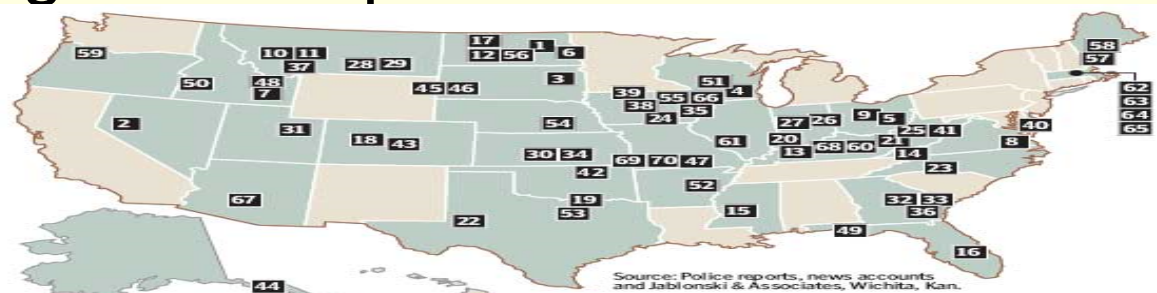 58
17 1
59 10 11 12 56 6
57
37 28 29
50 48 3 51 62
7 45 46 39 55 66 4 63
38 35 9 5 64
2 31 54 24 27 26 25 41 40 65
18 43 61 20 21 8
30 34 13 68 60 14
69 70 47 23
42
67 19 52 32 33
22 53 15 36
49
16
44
Source: Police reports, news accounts
and Jablonski & Associates, Wichita, Kan.